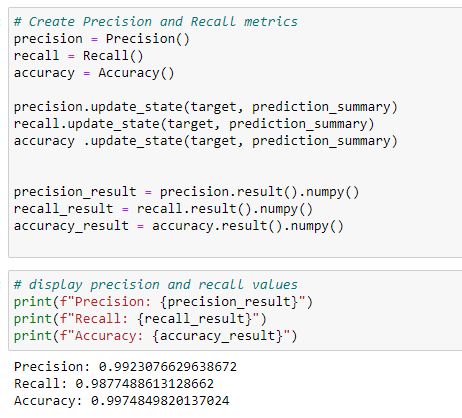 # Create Precision and Recall metrics
precision = Precision()
recall = Recall()
accuracy = Accuracy()
precision.update_state(target, prediction_summary)
recall.update_state(target, prediction_summary)
accuracy .update_state(target, prediction_summary)
precision_result = precision.result().numpy()
recall_result = recall.result().numpy()
accuracy_result = accuracy.result().numpy()
# display precision and recall values
print(f"Precision: {precision_result}")
print(f"Recall: {recall_result}")
print(f"Accuracy: {accuracy_result}")
Precision: 0.9923076629638672
Recall: 0.9877488613128662
Accuracy: 0.9974849820137024